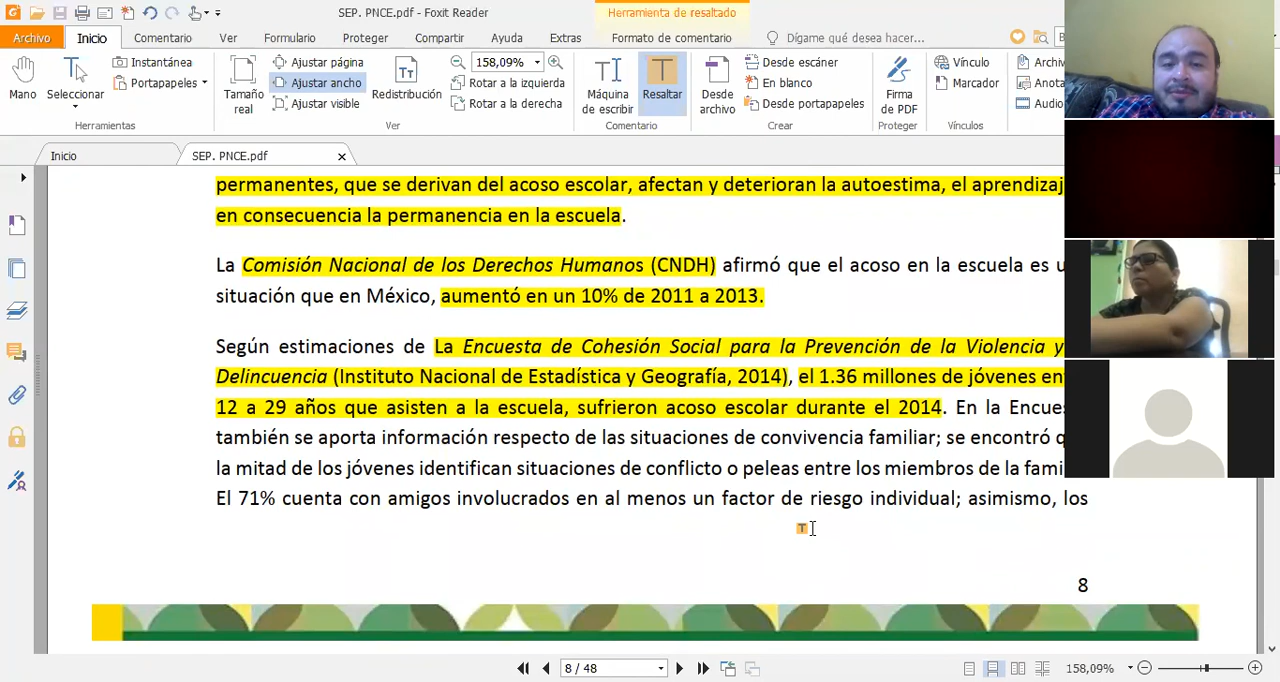 SEP. PNCE.pdf - Foxit Reader
Herramienta de resaltado
Archivo Inicio Comentario Ver Formulario Proteger Compartir Ayuda Extras Formato de comentario Dígame qué desea hacer...
Mano
Seleccionar
Instantánea
Portapapeles
Herramientas
Tamaño real
Ajustar página
Ajustar ancho
Ajustar visible
Redistribución
158,09%
Rotar a la izquierda
Rotar a la derecha
Ver
Máquina de escribir
Resaltar
Comentario
Desde archivo
Desde escáner
En blanco
Desde portapapeles
Crear
Firma de PDF
Proteger
Vínculo
Marcador
Vínculos
Archiv
Anota
Audio
Inicio
SEP. PNCE.pdf
permanentes, que se derivan del acoso escolar, afectan y deterioran la autoestima, el aprendizaj
en consecuencia la permanencia en la escuela.
La Comisión Nacional de los Derechos Humanos (CNDH) afirmó que el acoso en la escuela es u
situación que en México, aumentó en un 10% de 2011 a 2013.
Según estimaciones de La Encuesta de Cohesión Social para la Prevención de la Violencia y
Delincuencia (Instituto Nacional de Estadística y Geografía, 2014), el 1.36 millones de jóvenes ent
12 a 29 años que asisten a la escuela, sufrieron acoso escolar durante el 2014. En la Encues
también se aporta información respecto de las situaciones de convivencia familiar; se encontró q
la mitad de los jóvenes identifican situaciones de conflicto o peleas entre los miembros de la fami
El 71% cuenta con amigos involucrados en al menos un factor de riesgo individual; asimismo, los
8
8 / 48
158,09%